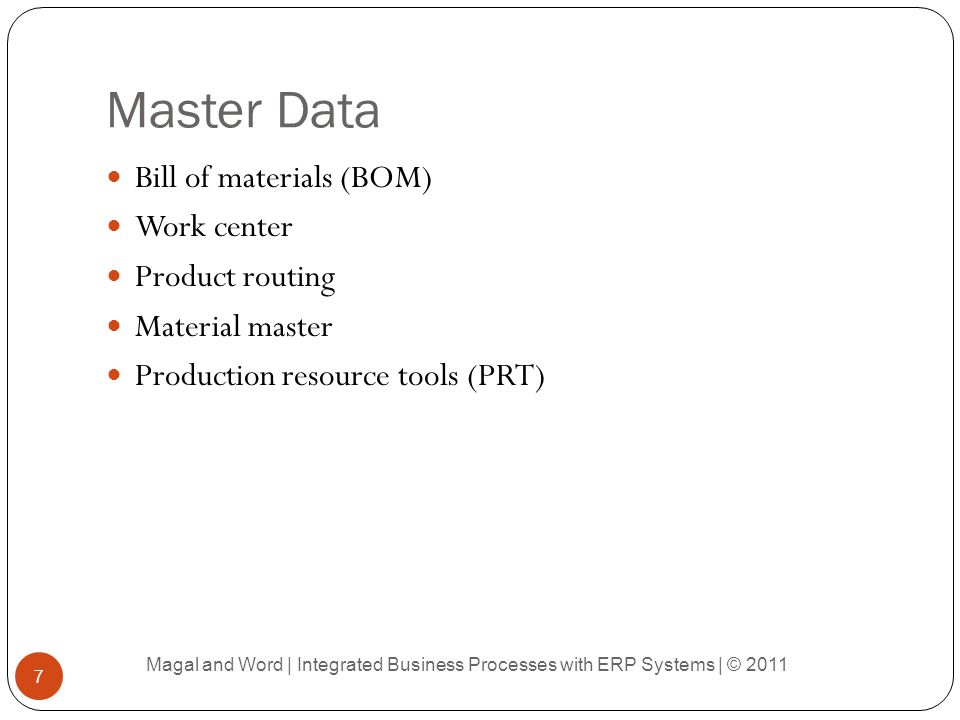 Master Data
Bill of materials (BOM)
Work center
Product routing
Material master
Production resource tools (PRT)
Magal and Word | Integrated Business Processes with ERP Systems | © 2011
7